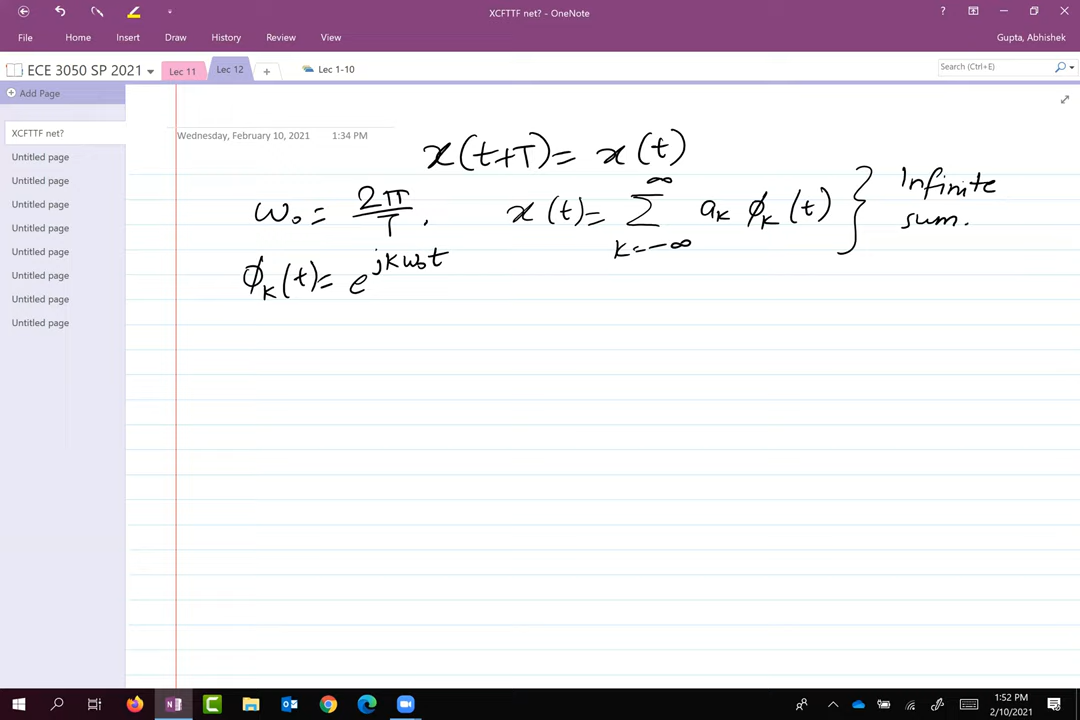 XCFTTF net? - OneNote
?
File Home Insert Draw History Review View
Gupta, Abhishek
ECE 3050 SP 2021 Lec 11 Lec 12 + Lec 1-10
Search (Ctrl+E)
Add Page
XCFTTF net?
Untitled page
Untitled page
Untitled page
Untitled page
Untitled page
Untitled page
Untitled page
Untitled page
Wednesday, February 10, 2021 1:34 PM
x(t+T)= x(t)
ω₀ = 2π/T . x(t)= ∑_{k=-∞}^{∞} a_k ϕ_k(t) } Infinite sum.
ϕ_k(t)= e^{jkω₀t}
1:52 PM
2/10/2021